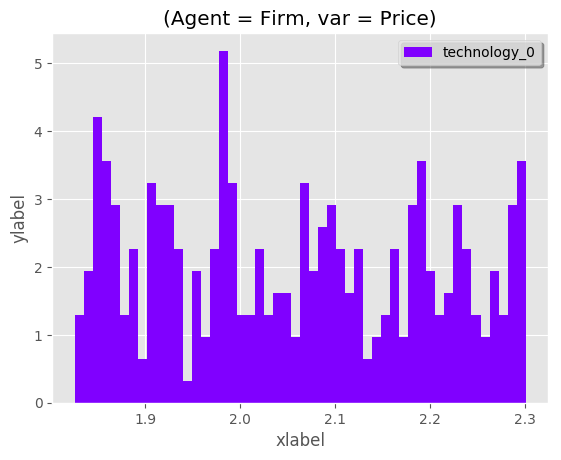 (Agent = Firm, var = Price)
technology_0
5
4
3
2
1
0
ylabel
1.9
2.0
2.1
2.2
2.3
xlabel